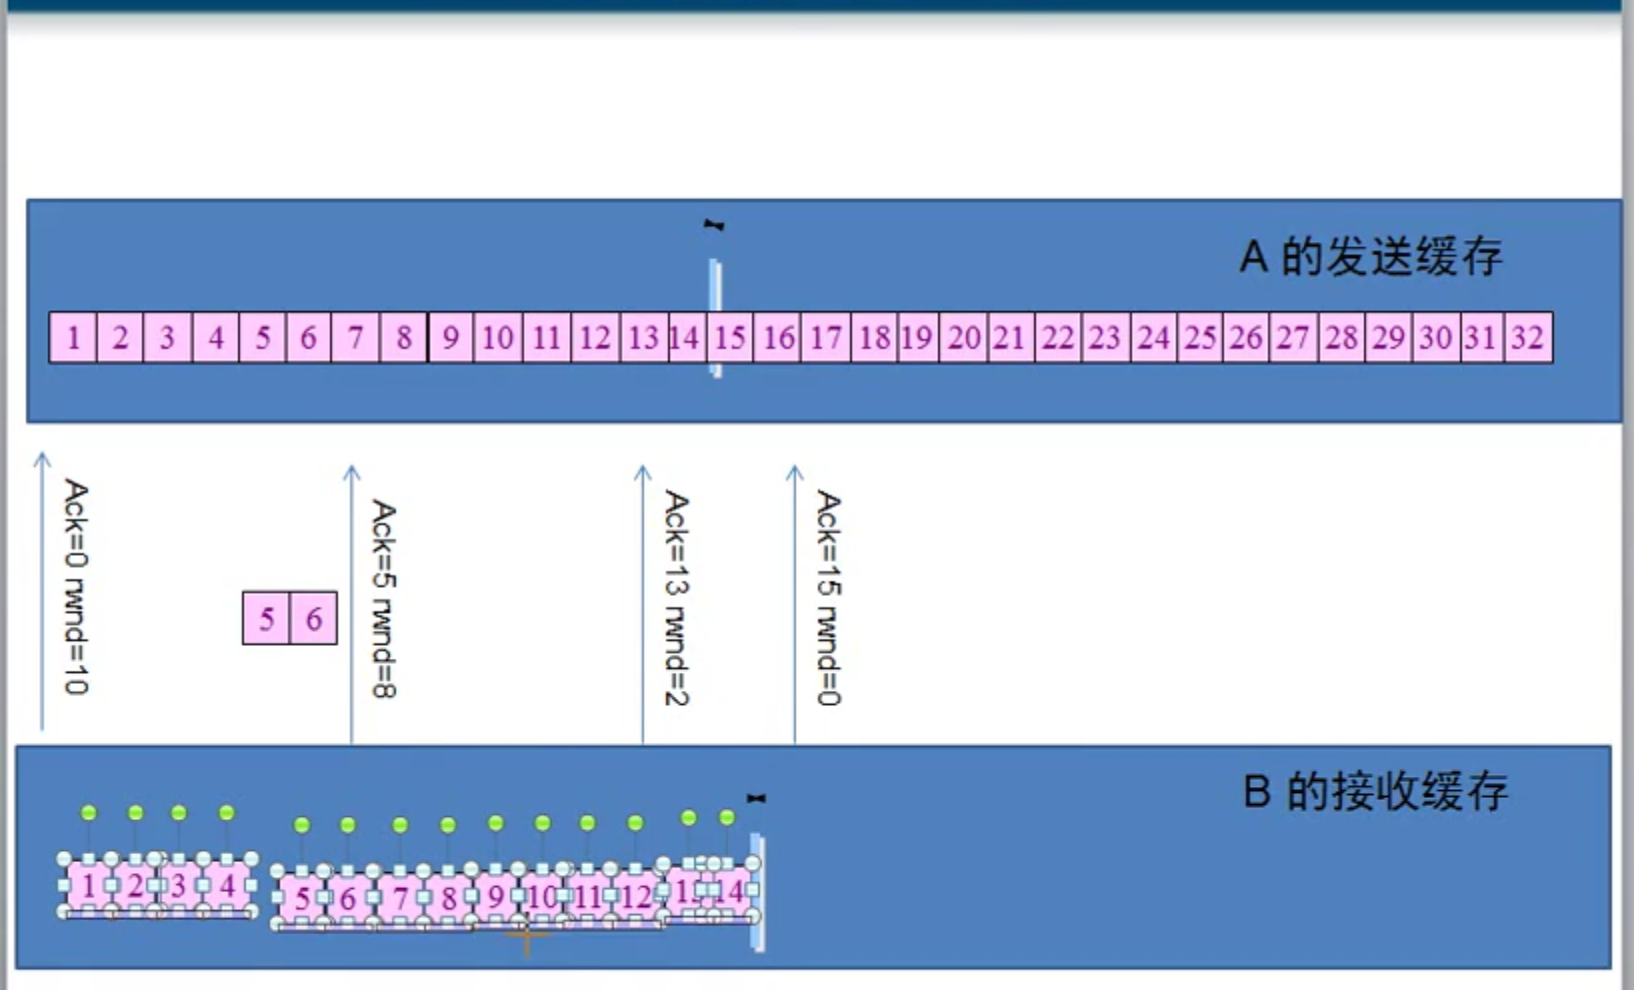 A 的发送缓存
1 2 3 4 5 6 7 8 9 10 11 12 13 14 15 16 17 18 19 20 21 22 23 24 25 26 27 28 29 30 31 32
Ack=0 rwnd=10
5 6
Ack=5 rwnd=8
Ack=13 rwnd=2
Ack=15 rwnd=0
B 的接收缓存
1 2 3 4 5 6 7 8 9 10 11 12 13 14